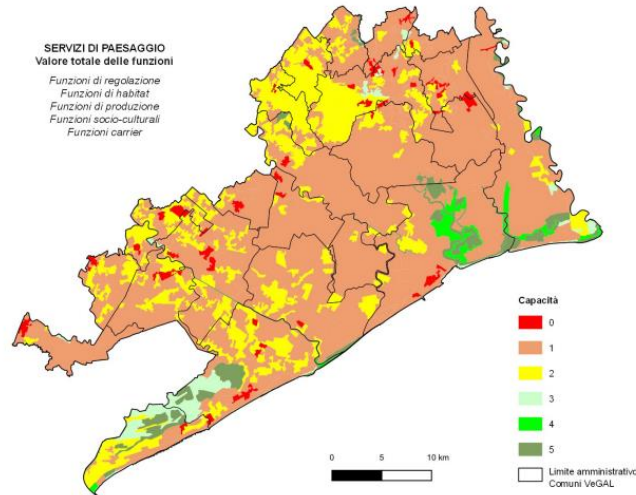 SERVIZI DI PAESAGGIO
Valore totale delle funzioni
Funzioni di regolazione
Funzioni di habitat
Funzioni di produzione
Funzioni socio-culturali
Funzioni carrier
Capacità
0
1
2
3
4
5
Limite amministrativo
Comuni VeGAL
0 5 10 km